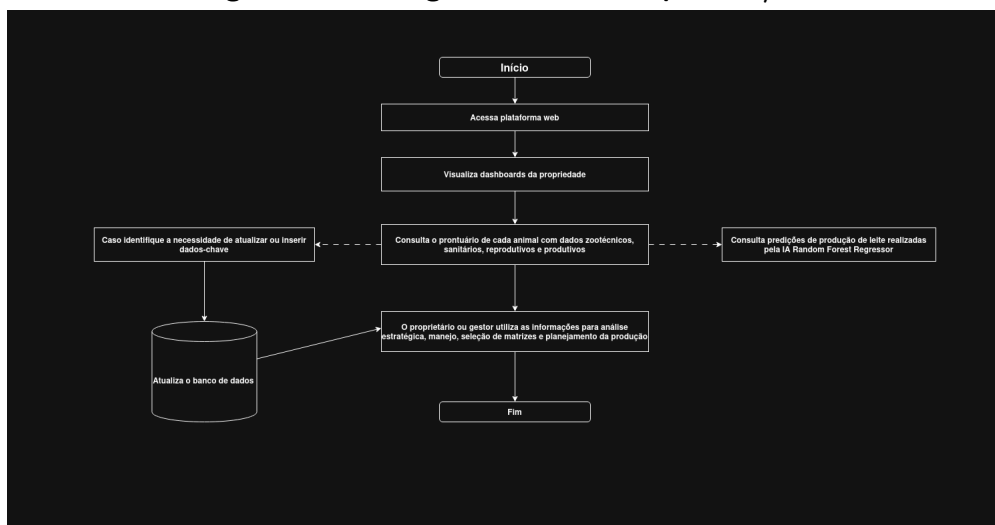 Início
Acessa plataforma web
Visualiza dashboards da propriedade
Caso identifique a necessidade de atualizar ou inserir
dados-chave
Consulta o prontuário de cada animal com dados zootécnicos,
sanitários, reprodutivos e produtivos
Consulta predições de produção de leite realizadas
pela IA Random Forest Regressor
O proprietário ou gestor utiliza as informações para análise
estratégica, manejo, seleção de matrizes e planejamento da produção
Atualiza o banco de dados
Fim